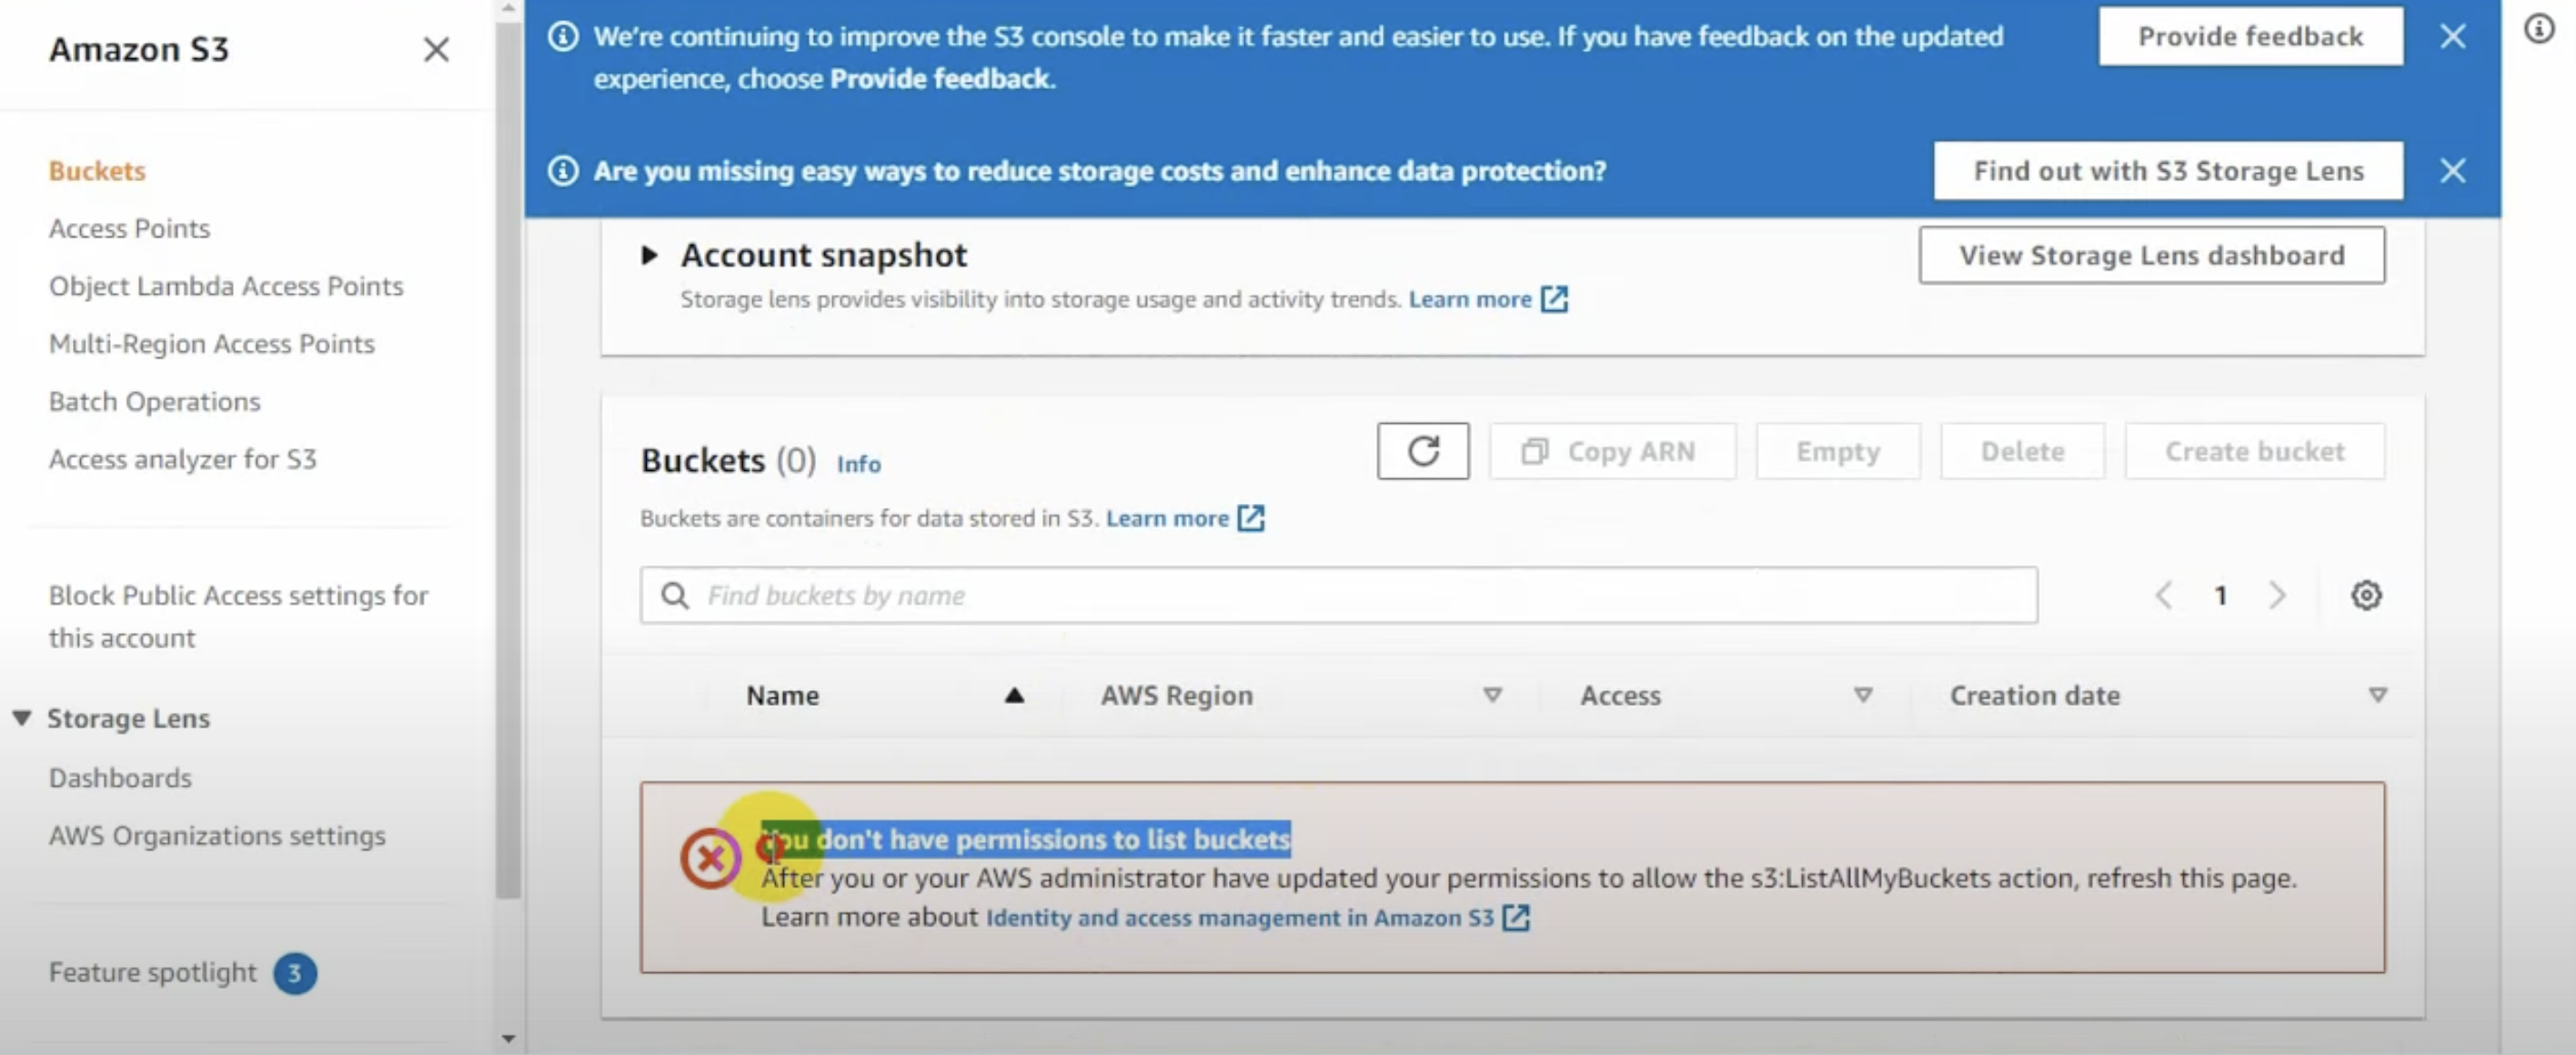 Amazon S3
Buckets
Access Points
Object Lambda Access Points
Multi-Region Access Points
Batch Operations
Access analyzer for S3
Block Public Access settings for
this account
Storage Lens
Dashboards
AWS Organizations settings
Feature spotlight 3
We're continuing to improve the S3 console to make it faster and easier to use. If you have feedback on the updated
experience, choose Provide feedback.
Provide feedback
Are you missing easy ways to reduce storage costs and enhance data protection?
Find out with S3 Storage Lens
Account snapshot
View Storage Lens dashboard
Storage lens provides visibility into storage usage and activity trends. Learn more
Buckets (0) Info
Copy ARN
Empty
Delete
Create bucket
Buckets are containers for data stored in S3. Learn more
Find buckets by name
1
Name
AWS Region
Access
Creation date
You don't have permissions to list buckets
After you or your AWS administrator have updated your permissions to allow the s3:ListAllMyBuckets action, refresh this page.
Learn more about Identity and access management in Amazon S3